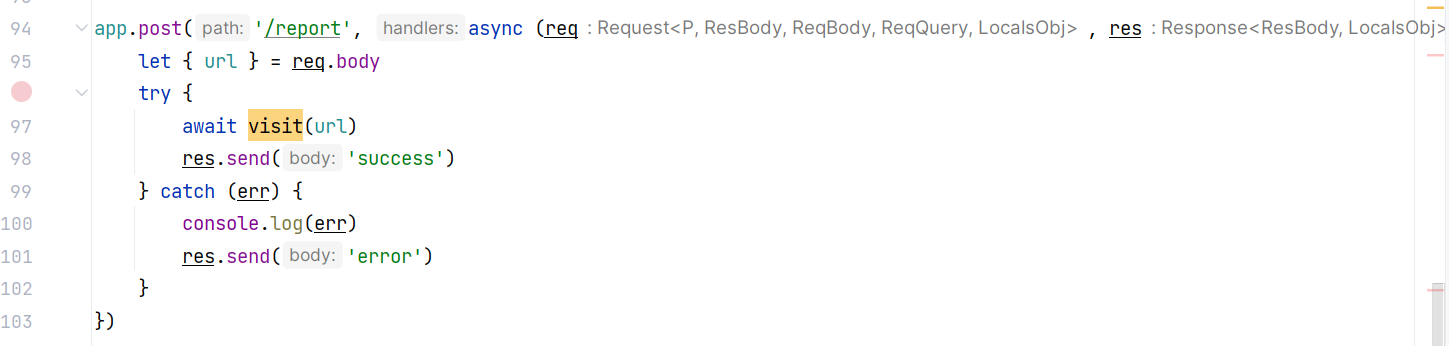 94 app.post( path: '/report', handlers: async (req : Request<P, ResBody, ReqBody, ReqQuery, LocalsObj> , res : Response<ResBody, LocalsObj>
95 let { url } = req.body
try {
97 await visit(url)
98 res.send( body: 'success')
99 } catch (err) {
100 console.log(err)
101 res.send( body: 'error')
102 }
103 })